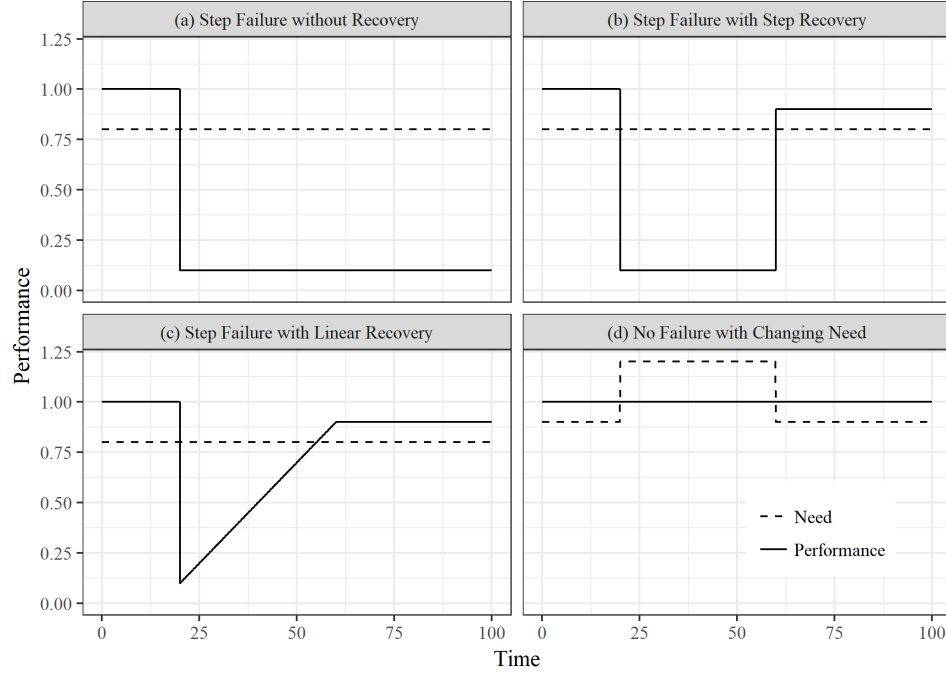 (a) Step Failure without Recovery
(b) Step Failure with Step Recovery
1.25
1.00
0.75
0.50
0.25
0.00
Performance
(c) Step Failure with Linear Recovery
(d) No Failure with Changing Need
1.25
1.00
0.75
0.50
0.25
0.00
Need
Performance
0 25 50 75 100
0 25 50 75 100
Time